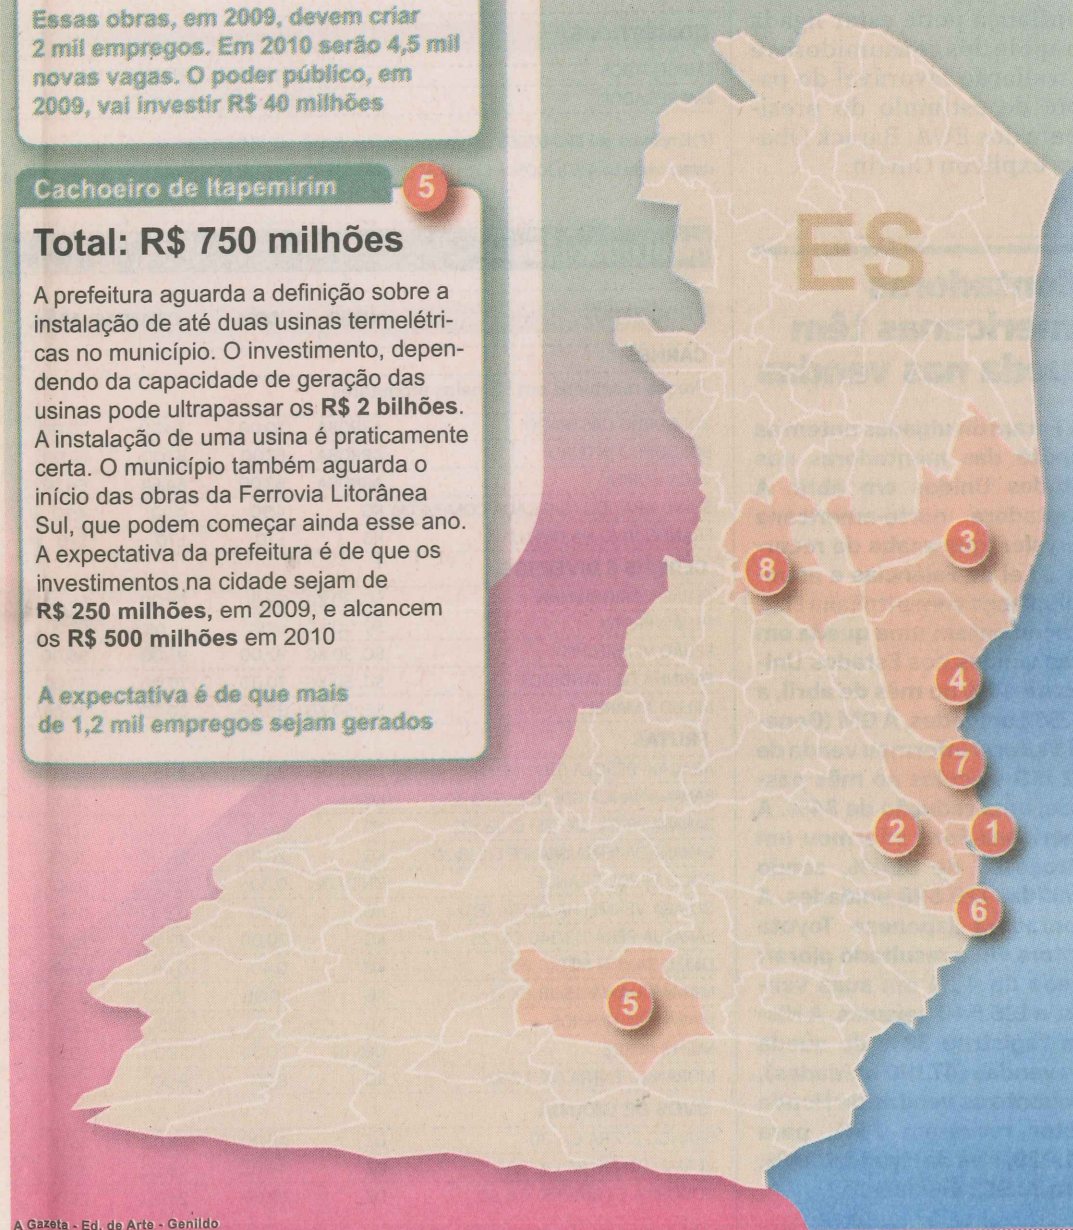 Essas obras, em 2009, devem criar
2 mil empregos. Em 2010 serão 4,5 mil
novas vagas. O poder público, em
2009, vai investir R$ 40 milhões
Cachoeiro de Itapemirim
5
Total: R$ 750 milhões
A prefeitura aguarda a definição sobre a
instalação de até duas usinas termelétri-
cas no município. O investimento, depen-
dendo da capacidade de geração das
usinas pode ultrapassar os R$ 2 bilhões.
A instalação de uma usina é praticamente
certa. O município também aguarda o
início das obras da Ferrovia Litorânea
Sul, que podem começar ainda esse ano.
A expectativa da prefeitura é de que os
investimentos na cidade sejam de
R$ 250 milhões, em 2009, e alcancem
os R$ 500 milhões em 2010
A expectativa é de que mais
de 1,2 mil empregos sejam gerados
ES
3
8
4
7
2
1
6
5
A Gazeta - Ed. de Arte - Genildo